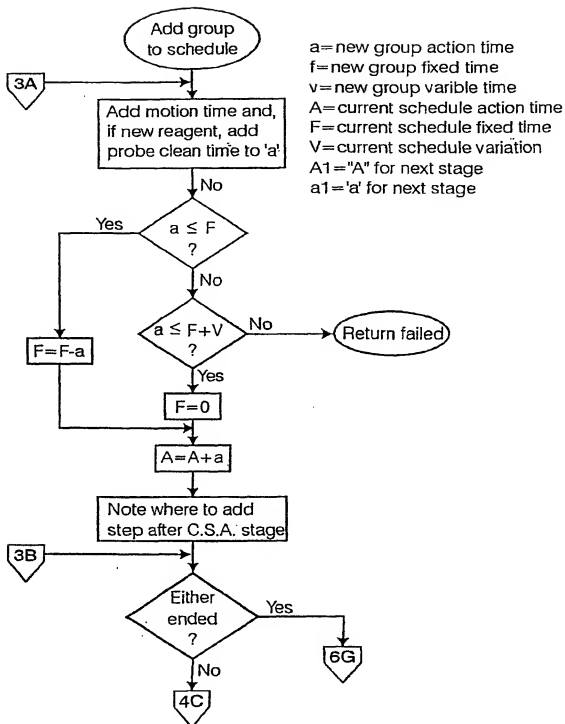 Add group
to schedule
a=new group action time
f=new group fixed time
v=new group varible time
A=current schedule action time
F=current schedule fixed time
V=current schedule variation
A1="A" for next stage
a1='a' for next stage
3A
Add motion time and,
if new reagent, add
probe clean time to 'a'
No
Yes
a ≤ F
?
No
a ≤ F+V
?
No
Return failed
F=F-a
Yes
F=0
A=A+a
Note where to add
step after C.S.A. stage
3B
Either
ended
?
Yes
6G
No
4C